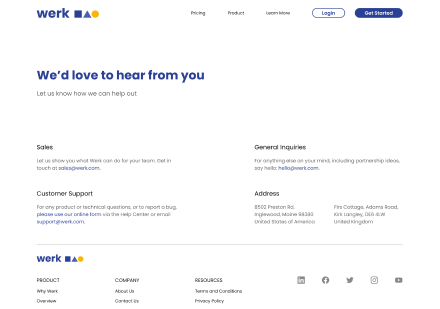 werk
Pricing
Product
Learn More
Login
Get Started
We'd love to hear from you
Let us know how we can help out
Sales
Let us show you what Werk can do for your team. Get in
touch at sales@werk.com.
General Inquiries
For anything else on your mind, including partnership ideas,
say hello: hello@werk.com.
Customer Support
For any product or technical questions, or to report a bug,
please use our online form via the Help Center or email
support@werk.com.
Address
8502 Preston Rd.
Inglewood, Maine 98380
United States of America
Firs Cottage, Adams Road,
Kirk Langley, DE6 4LW
United Kingdom
werk
PRODUCT
Why Werk
Overview
COMPANY
About Us
Contact Us
RESOURCES
Terms and Conditions
Privacy Policy